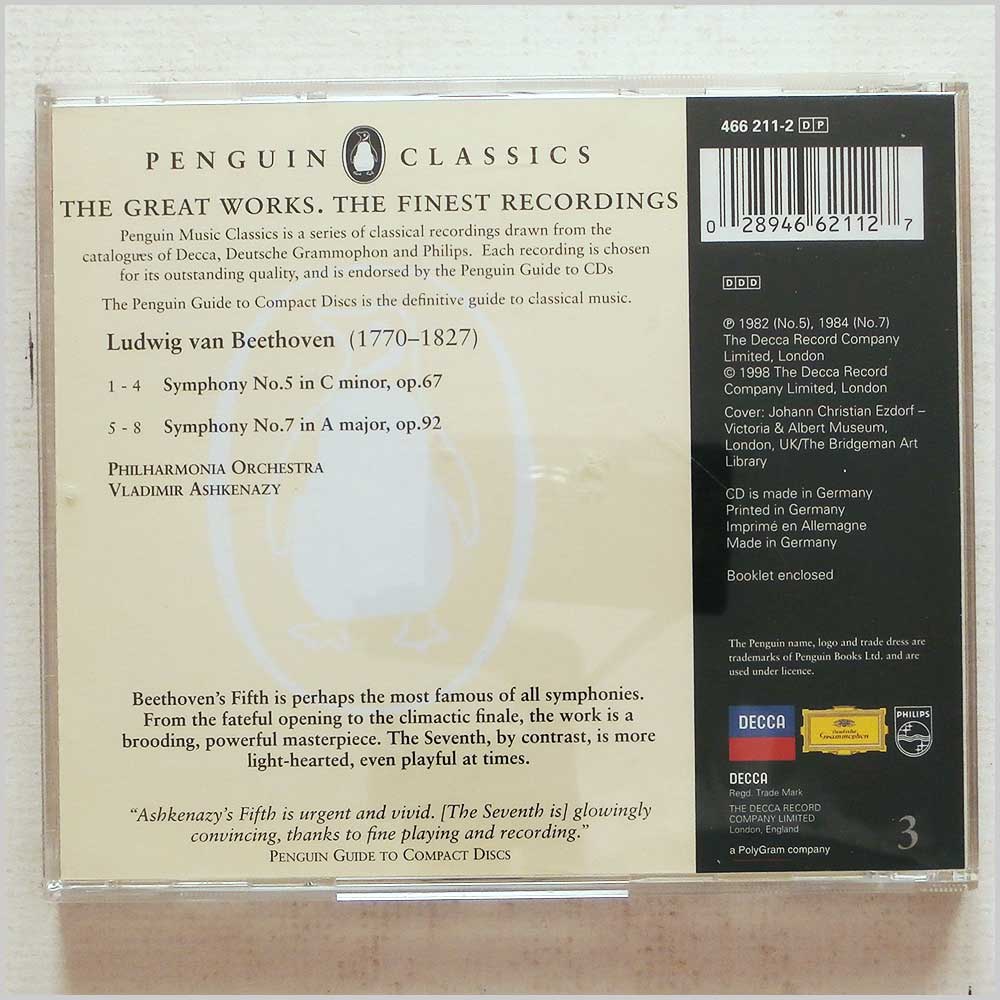 PENGUIN CLASSICS
THE GREAT WORKS. THE FINEST RECORDINGS
Penguin Music Classics is a series of classical recordings drawn from the
catalogues of Decca, Deutsche Grammophon and Philips. Each recording is chosen
for its outstanding quality, and is endorsed by the Penguin Guide to CDs
The Penguin Guide to Compact Discs is the definitive guide to classical music.
Ludwig van Beethoven (1770–1827)
1 - 4 Symphony No.5 in C minor, op.67
5 - 8 Symphony No.7 in A major, op.92
PHILHARMONIA ORCHESTRA
VLADIMIR ASHKENAZY
Beethoven's Fifth is perhaps the most famous of all symphonies.
From the fateful opening to the climactic finale, the work is a
brooding, powerful masterpiece. The Seventh, by contrast, is more
light-hearted, even playful at times.
"Ashkenazy's Fifth is urgent and vivid. [The Seventh is] glowingly
convincing, thanks to fine playing and recording."
PENGUIN GUIDE TO COMPACT DISCS
466 211-2 DP
0 28946 62112 7
DDD
℗ 1982 (No.5), 1984 (No.7)
The Decca Record Company
Limited, London
© 1998 The Decca Record
Company Limited, London
Cover: Johann Christian Ezdorf –
Victoria & Albert Museum,
London, UK/The Bridgeman Art
Library
CD is made in Germany
Printed in Germany
Imprimé en Allemagne
Made in Germany
Booklet enclosed
The Penguin name, logo and trade dress are
trademarks of Penguin Books Ltd. and are
used under licence.
DECCA
Deutsche
Grammophon
PHILIPS
DECCA
Regd. Trade Mark
THE DECCA RECORD
COMPANY LIMITED
London, England
a PolyGram company
3